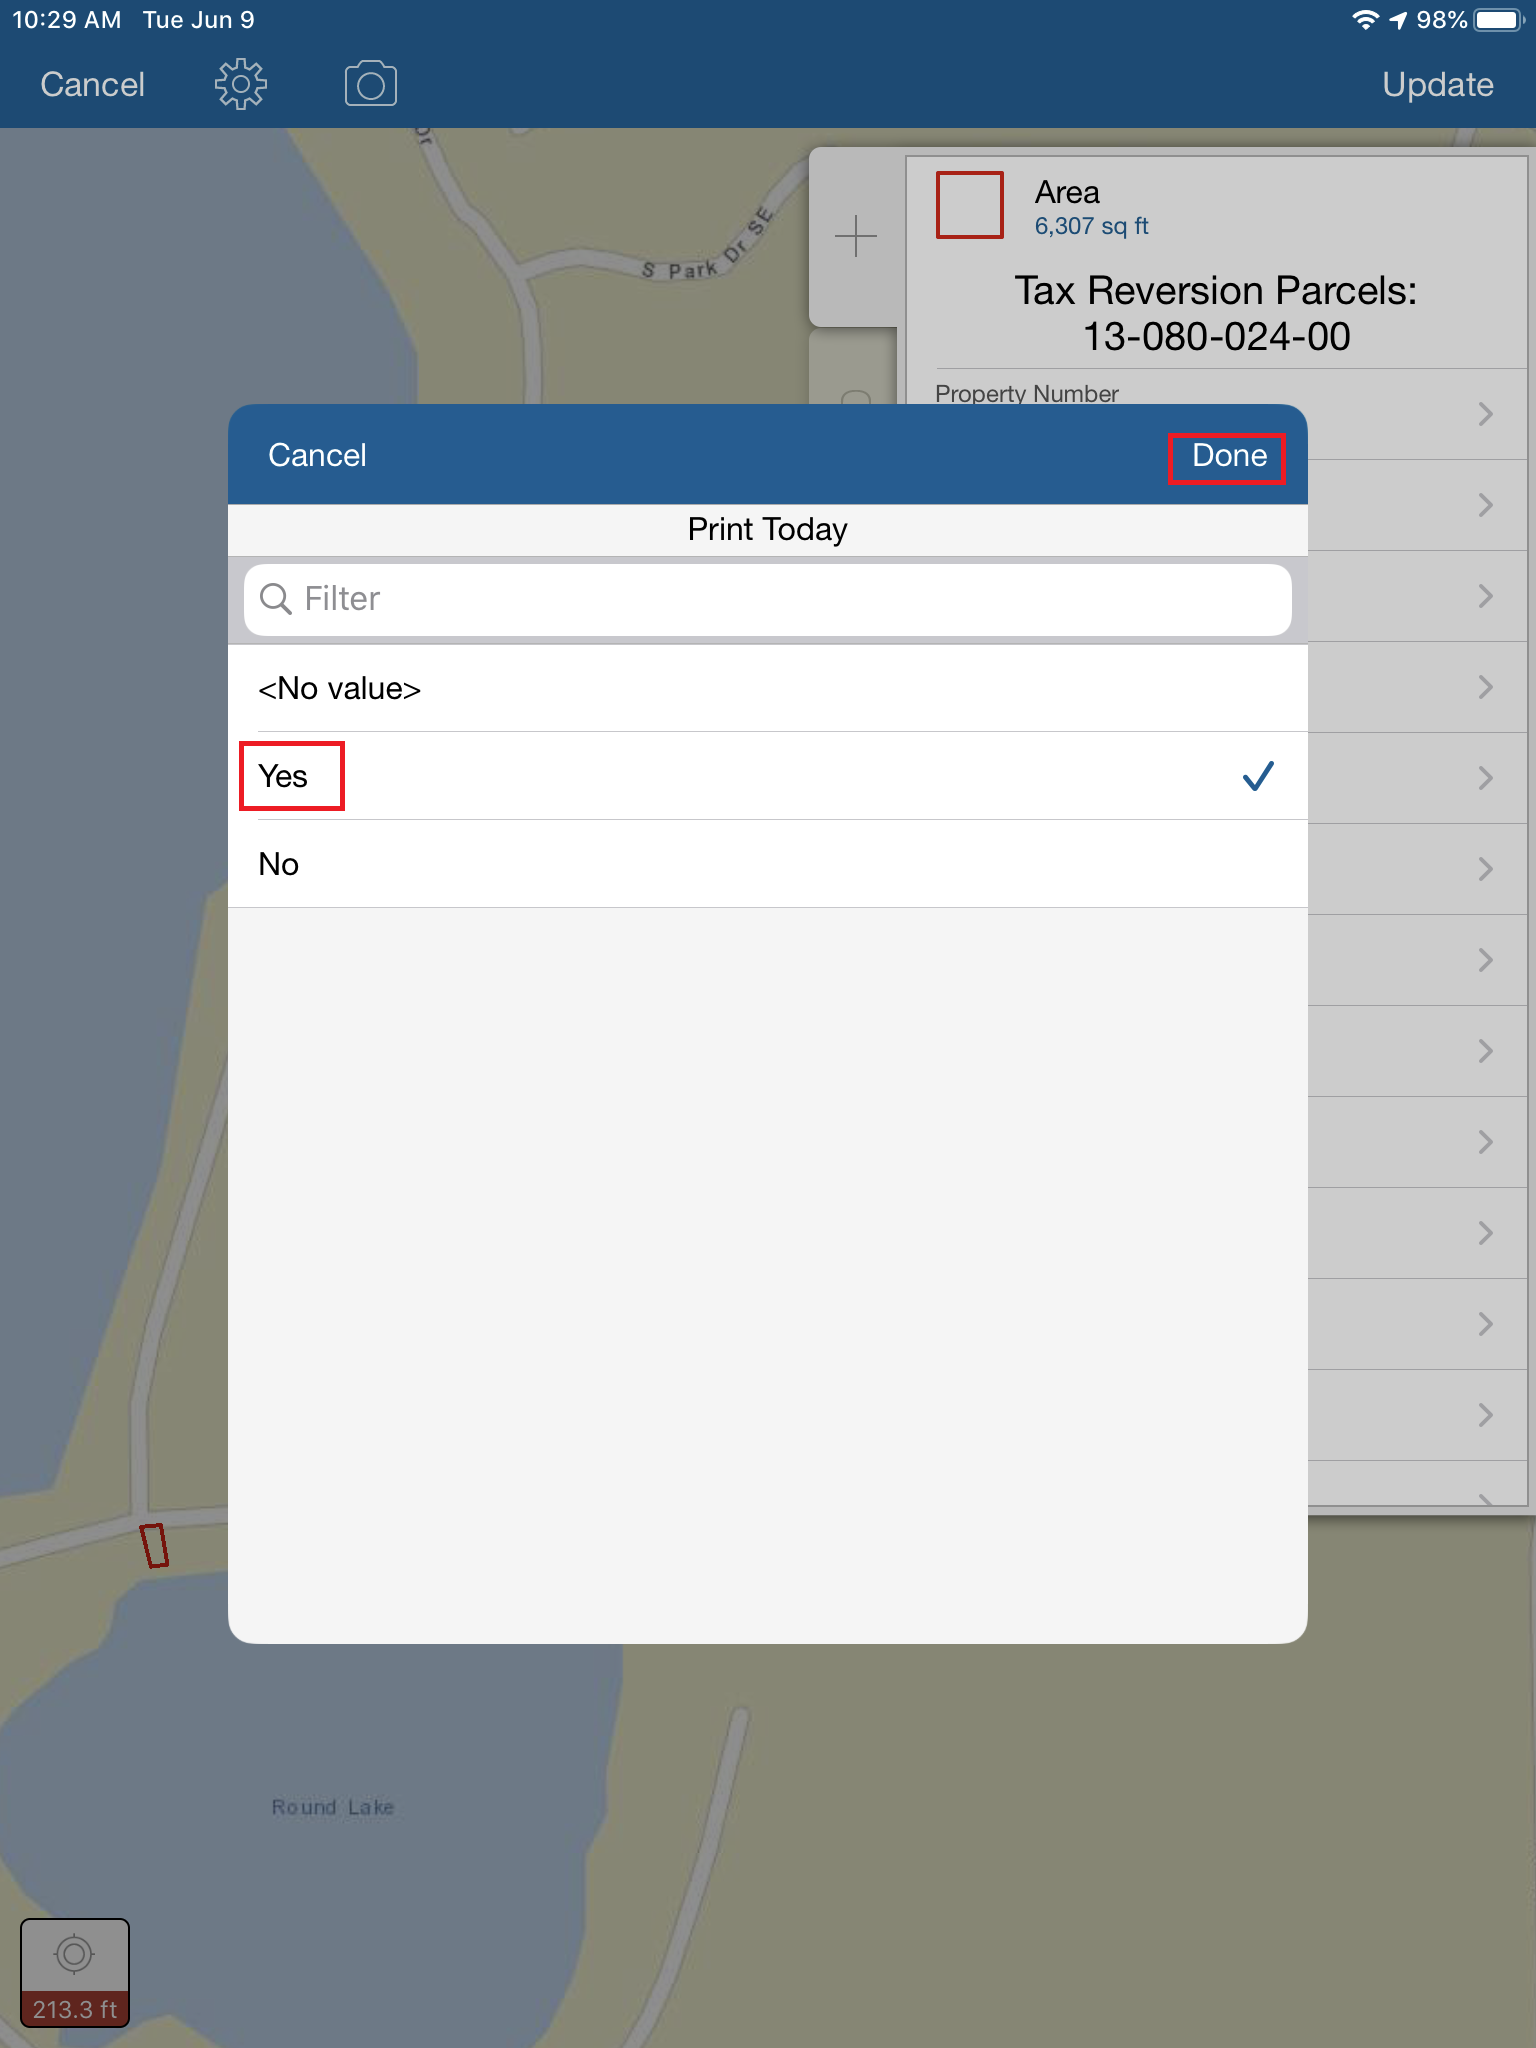 10:29 AM Tue Jun 9 98%
Cancel Update
Dr
S Park Dr SE
Area
6,307 sq ft
Tax Reversion Parcels:
13-080-024-00
Property Number
Cancel Done
Print Today
Filter
<No value>
Yes
No
Round Lake
213.3 ft